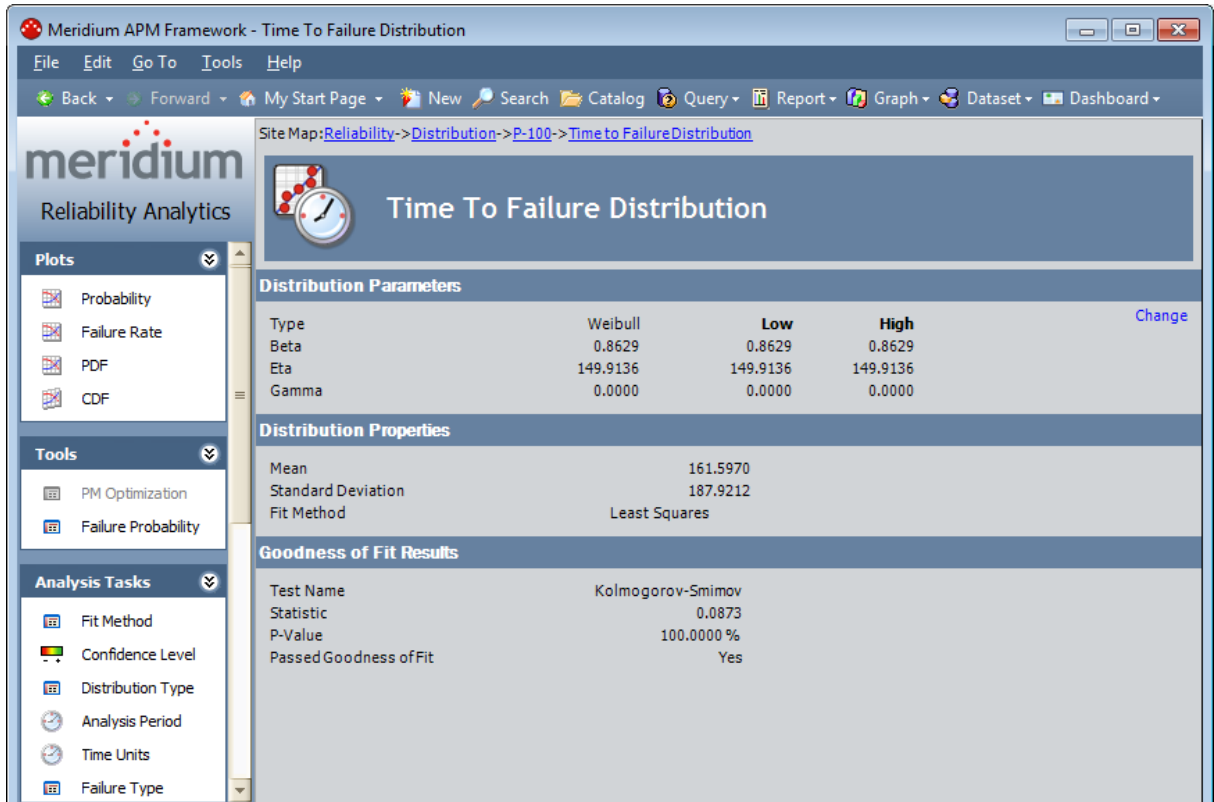 Meridium APM Framework - Time To Failure Distribution
File Edit Go To Tools Help
Back Forward My Start Page New Search Catalog Query Report Graph Dataset Dashboard
meridium
Reliability Analytics
Plots
Probability
Failure Rate
PDF
CDF
Tools
PM Optimization
Failure Probability
Analysis Tasks
Fit Method
Confidence Level
Distribution Type
Analysis Period
Time Units
Failure Type
Site Map:Reliability->Distribution->P-100->Time to FailureDistribution
Time To Failure Distribution
Distribution Parameters
Change
Type Weibull Low High
Beta 0.8629 0.8629 0.8629
Eta 149.9136 149.9136 149.9136
Gamma 0.0000 0.0000 0.0000
Distribution Properties
Mean 161.5970
Standard Deviation 187.9212
Fit Method Least Squares
Goodness of Fit Results
Test Name Kolmogorov-Smimov
Statistic 0.0873
P-Value 100.0000 %
Passed Goodness of Fit Yes